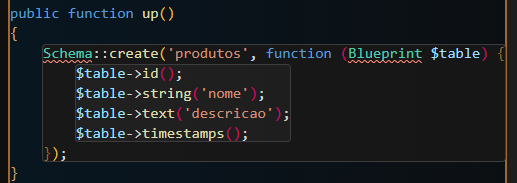 public function up()
{
    Schema::create('produtos', function (Blueprint $table) {
        $table->id();
        $table->string('nome');
        $table->text('descricao');
        $table->timestamps();
    });
}